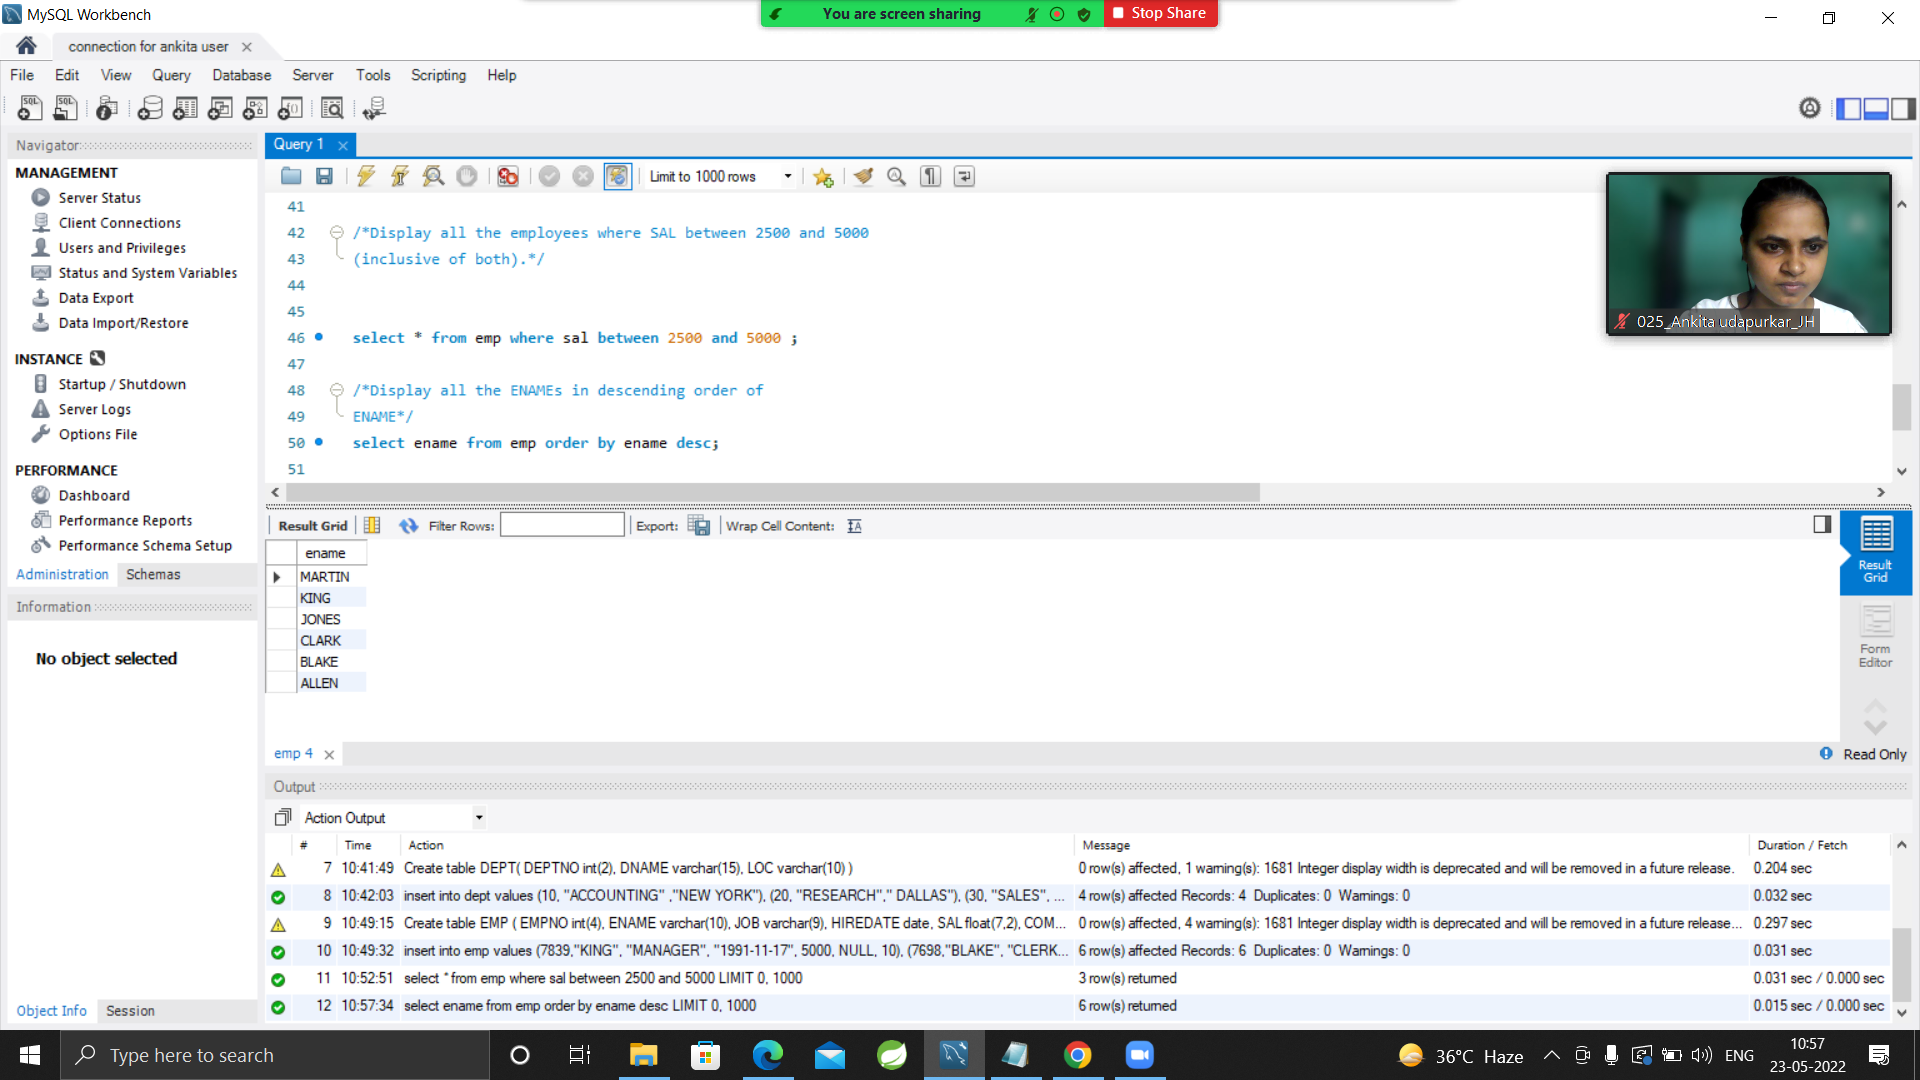 MySQL Workbench
You are screen sharing
Stop Share
connection for ankita user
File Edit View Query Database Server Tools Scripting Help
Navigator
MANAGEMENT
Server Status
Client Connections
Users and Privileges
Status and System Variables
Data Export
Data Import/Restore
INSTANCE
Startup / Shutdown
Server Logs
Options File
PERFORMANCE
Dashboard
Performance Reports
Performance Schema Setup
Administration Schemas
Information
No object selected
Object Info Session
Query 1
Limit to 1000 rows
41
42 /*Display all the employees where SAL between 2500 and 5000
43 (inclusive of both).*/
44
45
46 select * from emp where sal between 2500 and 5000 ;
47
48 /*Display all the ENAMEs in descending order of
49 ENAME*/
50 select ename from emp order by ename desc;
51
025_Ankita udapurkar_JH
Result Grid Filter Rows: Export: Wrap Cell Content:
ename
MARTIN
KING
JONES
CLARK
BLAKE
ALLEN
Result
Grid
Form
Editor
emp 4
Read Only
Output
Action Output
# Time Action Message Duration / Fetch
7 10:41:49 Create table DEPT( DEPTNO int(2), DNAME varchar(15), LOC varchar(10) ) 0 row(s) affected, 1 warning(s): 1681 Integer display width is deprecated and will be removed in a future release. 0.204 sec
8 10:42:03 insert into dept values (10, "ACCOUNTING" ,"NEW YORK"), (20, "RESEARCH"," DALLAS"), (30, "SALES", ... 4 row(s) affected Records: 4 Duplicates: 0 Warnings: 0 0.032 sec
9 10:49:15 Create table EMP ( EMPNO int(4), ENAME varchar(10), JOB varchar(9), HIREDATE date, SAL float(7,2), COM... 0 row(s) affected, 4 warning(s): 1681 Integer display width is deprecated and will be removed in a future release... 0.297 sec
10 10:49:32 insert into emp values (7839,"KING", "MANAGER", "1991-11-17", 5000, NULL, 10), (7698,"BLAKE", "CLERK... 6 row(s) affected Records: 6 Duplicates: 0 Warnings: 0 0.031 sec
11 10:52:51 select * from emp where sal between 2500 and 5000 LIMIT 0, 1000 3 row(s) returned 0.031 sec / 0.000 sec
12 10:57:34 select ename from emp order by ename desc LIMIT 0, 1000 6 row(s) returned 0.015 sec / 0.000 sec
Type here to search
36°C Haze
ENG
10:57
23-05-2022